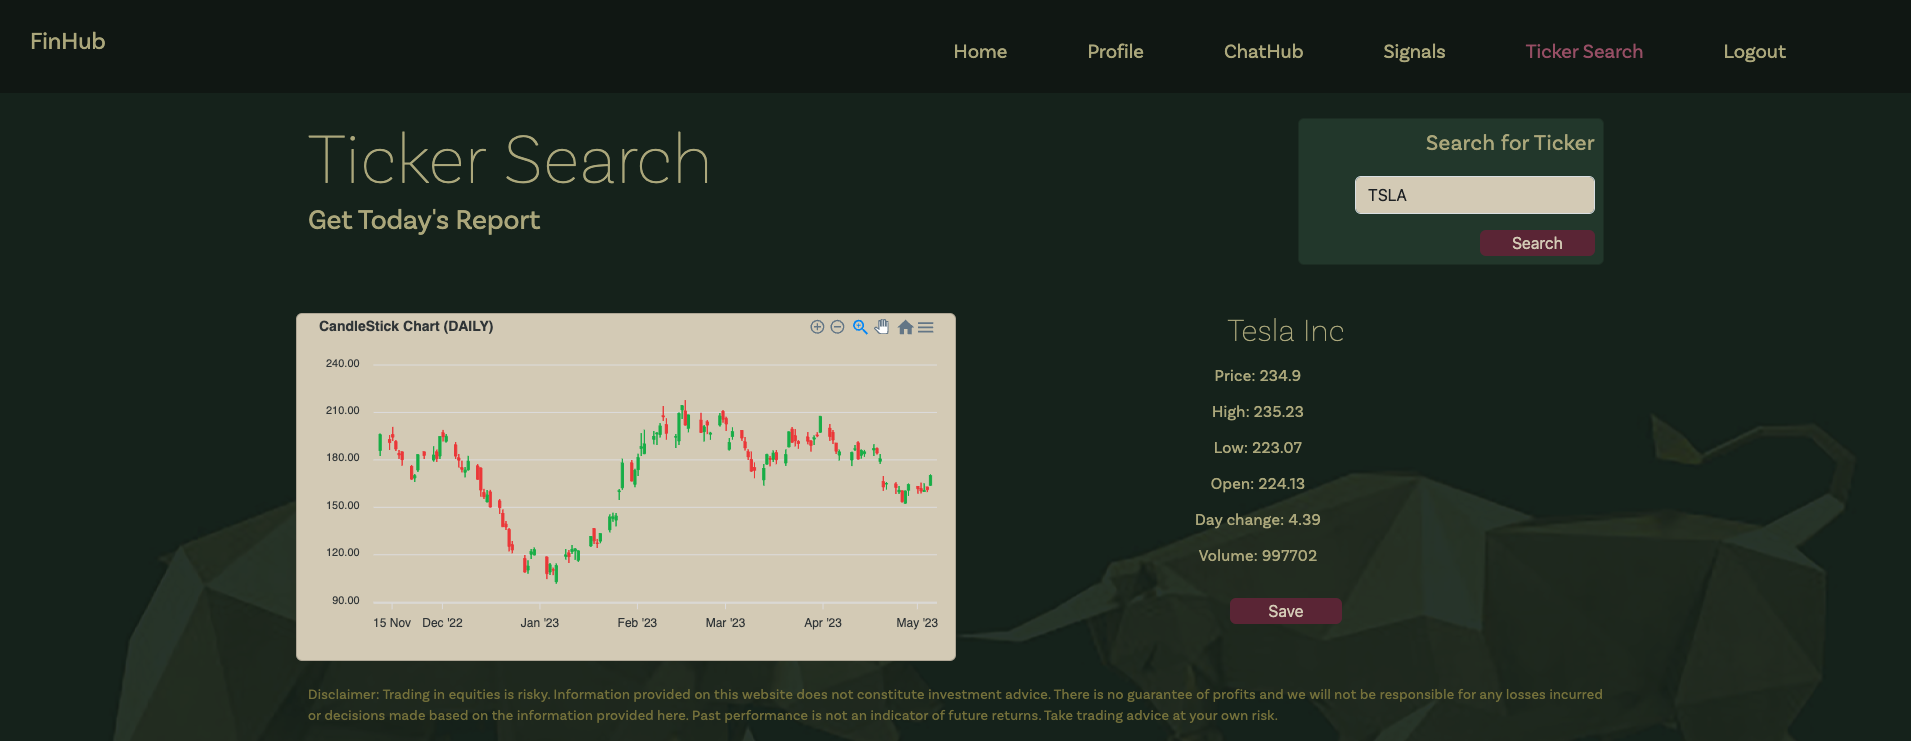 FinHub
Home Profile ChatHub Signals Ticker Search Logout
Ticker Search
Get Today's Report
Search for Ticker
TSLA
Search
CandleStick Chart (DAILY)
240.00
210.00
180.00
150.00
120.00
90.00
15 Nov Dec '22 Jan '23 Feb '23 Mar '23 Apr '23 May '23
Tesla Inc
Price: 234.9
High: 235.23
Low: 223.07
Open: 224.13
Day change: 4.39
Volume: 997702
Save
Disclaimer: Trading in equities is risky. Information provided on this website does not constitute investment advice. There is no guarantee of profits and we will not be responsible for any losses incurred
or decisions made based on the information provided here. Past performance is not an indicator of future returns. Take trading advice at your own risk.